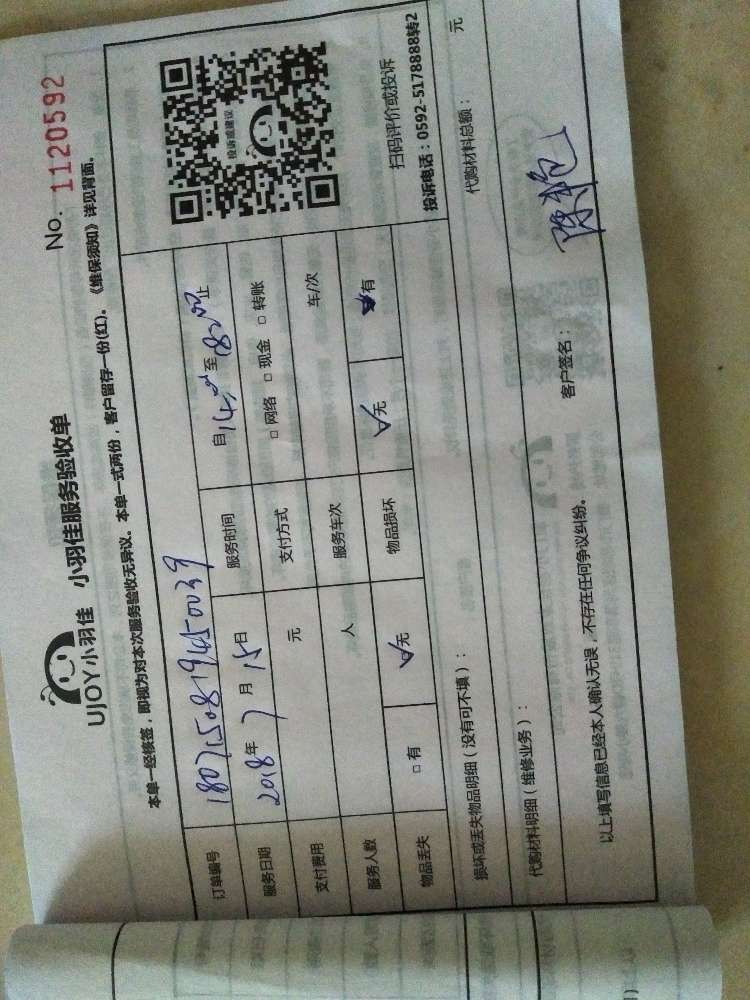 No. 1120592
UJOY小羽佳 小羽佳服务验收单
本单一经核签，即视为对本次服务验收无异议。本单一式两份，客户留存一份(红)。《维保须知》详见背面。
订单编号 1807150819450039
服务日期 2018年7月15日 服务时间 自14:00至18:00止
支付费用 元 支付方式 □网络 □现金 □转账
服务人数 人 服务车次 车/次
物品丢失 □有 ☑无 物品损坏 ☑无 有
投诉或建议
扫码评价或投诉
投诉电话：0592-5178888转2
损坏或丢失物品明细（没有可不填）：
代购材料明细（维修业务）： 代购材料总额： 元
以上填写信息已经本人确认无误，不存在任何争议纠纷。 客户签名：